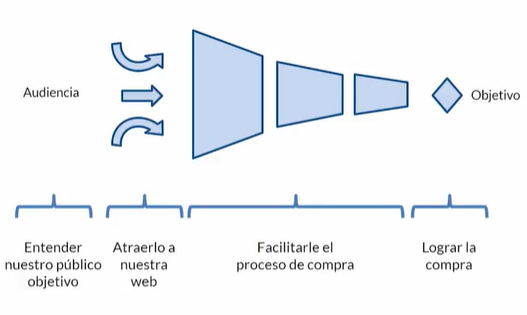 Audiencia
Objetivo
Entender
nuestro público
objetivo
Atraerlo a
nuestra
web
Facilitarle el
proceso de compra
Lograr la
compra